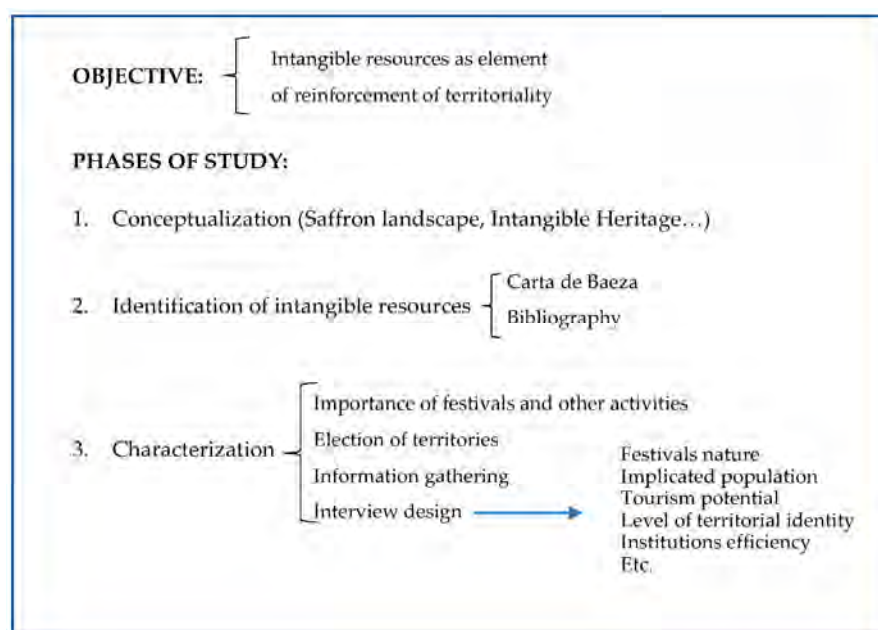 OBJECTIVE:
Intangible resources as element
of reinforcement of territoriality
PHASES OF STUDY:
1. Conceptualization (Saffron landscape, Intangible Heritage…)
2. Identification of intangible resources
Carta de Baeza
Bibliography
3. Characterization
Importance of festivals and other activities
Election of territories
Information gathering
Interview design
Festivals nature
Implicated population
Tourism potential
Level of territorial identity
Institutions efficiency
Etc.